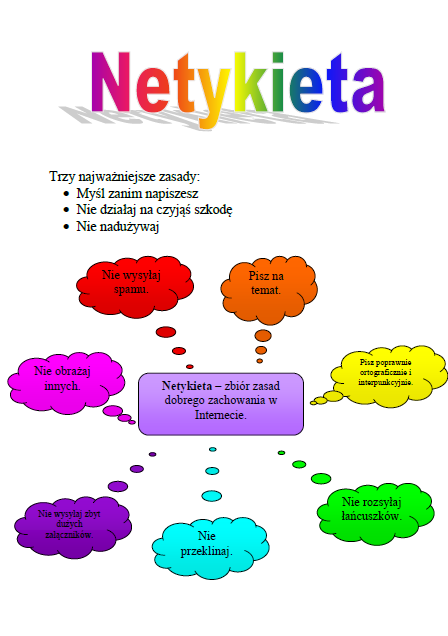 Netykieta
Trzy najważniejsze zasady:
• Myśl zanim napiszesz
• Nie działaj na czyjąś szkodę
• Nie nadużywaj
Nie wysyłaj
spamu.
Pisz na
temat.
Nie obrażaj
innych.
Netykieta – zbiór zasad
dobrego zachowania w
Internecie.
Pisz poprawnie
ortograficznie i
interpunkcyjnie.
Nie wysyłaj zbyt
dużych
załączników.
Nie
przeklinaj.
Nie rozsyłaj
łańcuszków.